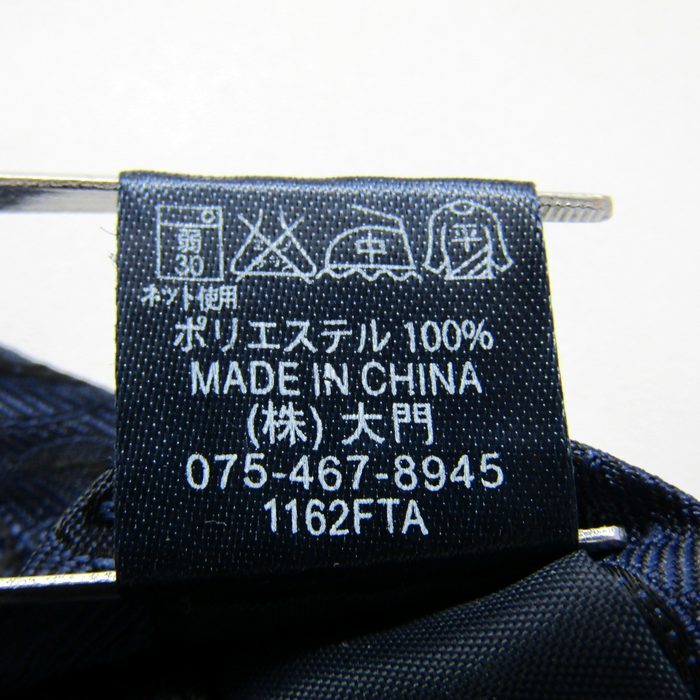 弱
30
中
平
ネット使用
ポリエステル 100%
MADE IN CHINA
(株) 大門
075-467-8945
1162FTA